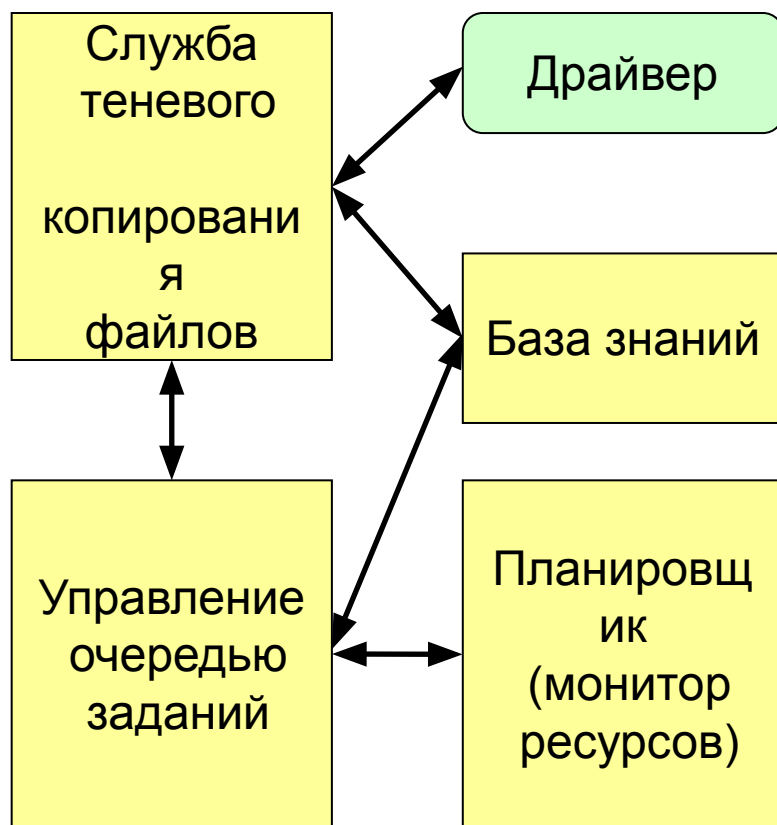 Служба
теневого
копировани
я
файлов
Драйвер
База знаний
Управление
очередью
заданий
Планировщ
ик
(монитор
ресурсов)